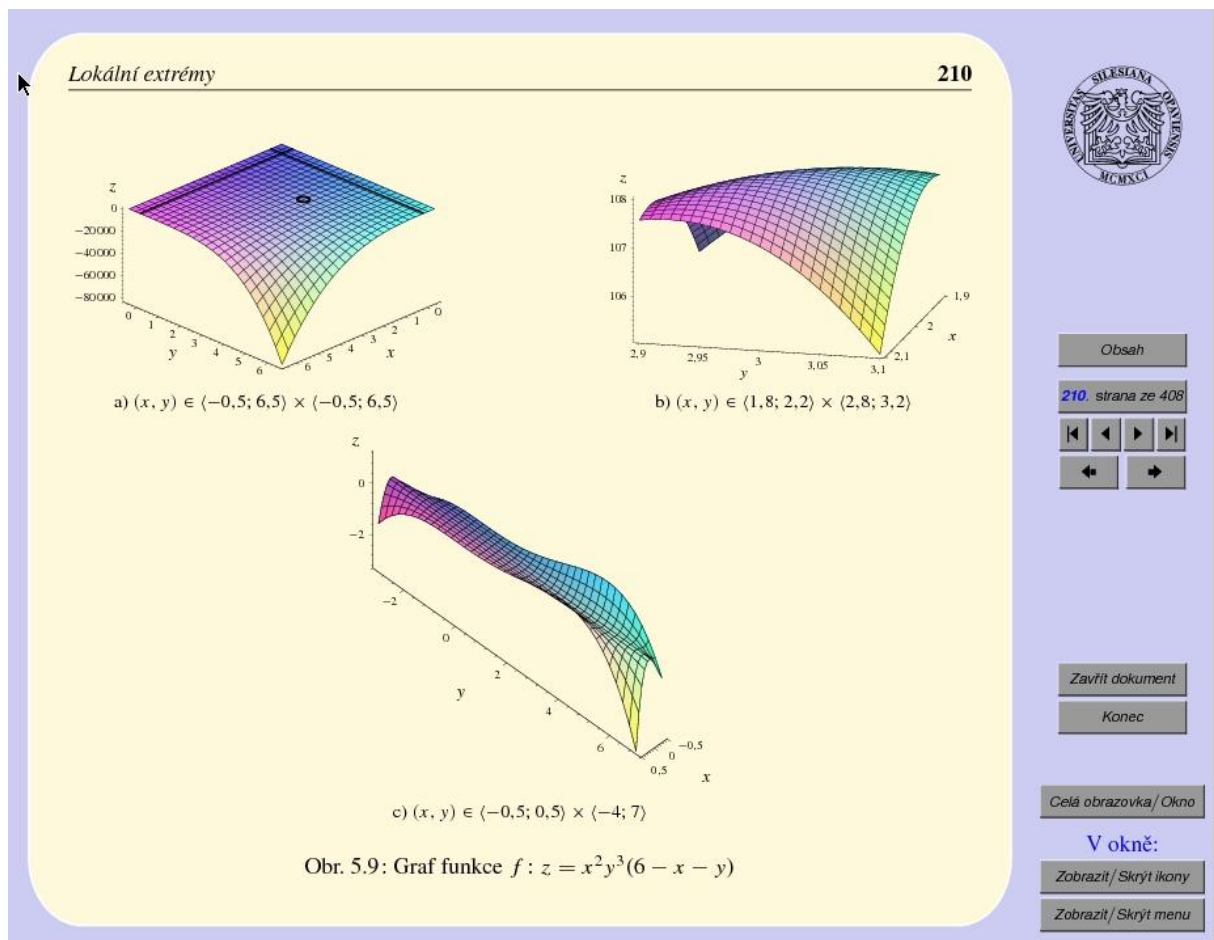 Lokální extrémy 210
z
0
−20000
−40000
−60000
−80000
0 1 2 3 4 5 6
y
6 5 4 3 2 1 0
x
a) (x, y) ∈ ⟨−0,5; 6,5⟩ × ⟨−0,5; 6,5⟩
z
108
107
106
2,9 2,95 3 3,05 3,1
y
2,1 2 1,9
x
b) (x, y) ∈ ⟨1,8; 2,2⟩ × ⟨2,8; 3,2⟩
z
0
−2
−2 0 2 4 6
y
0,5 0 −0,5
x
c) (x, y) ∈ ⟨−0,5; 0,5⟩ × ⟨−4; 7⟩
Obr. 5.9: Graf funkce f : z = x²y³(6 − x − y)
UNIVERSITAS SILESIANA OPAVIENSIS
MCMXCI
Obsah
210. strana ze 408
Zavřít dokument
Konec
Celá obrazovka/Okno
V okně:
Zobrazit/Skrýt ikony
Zobrazit/Skrýt menu